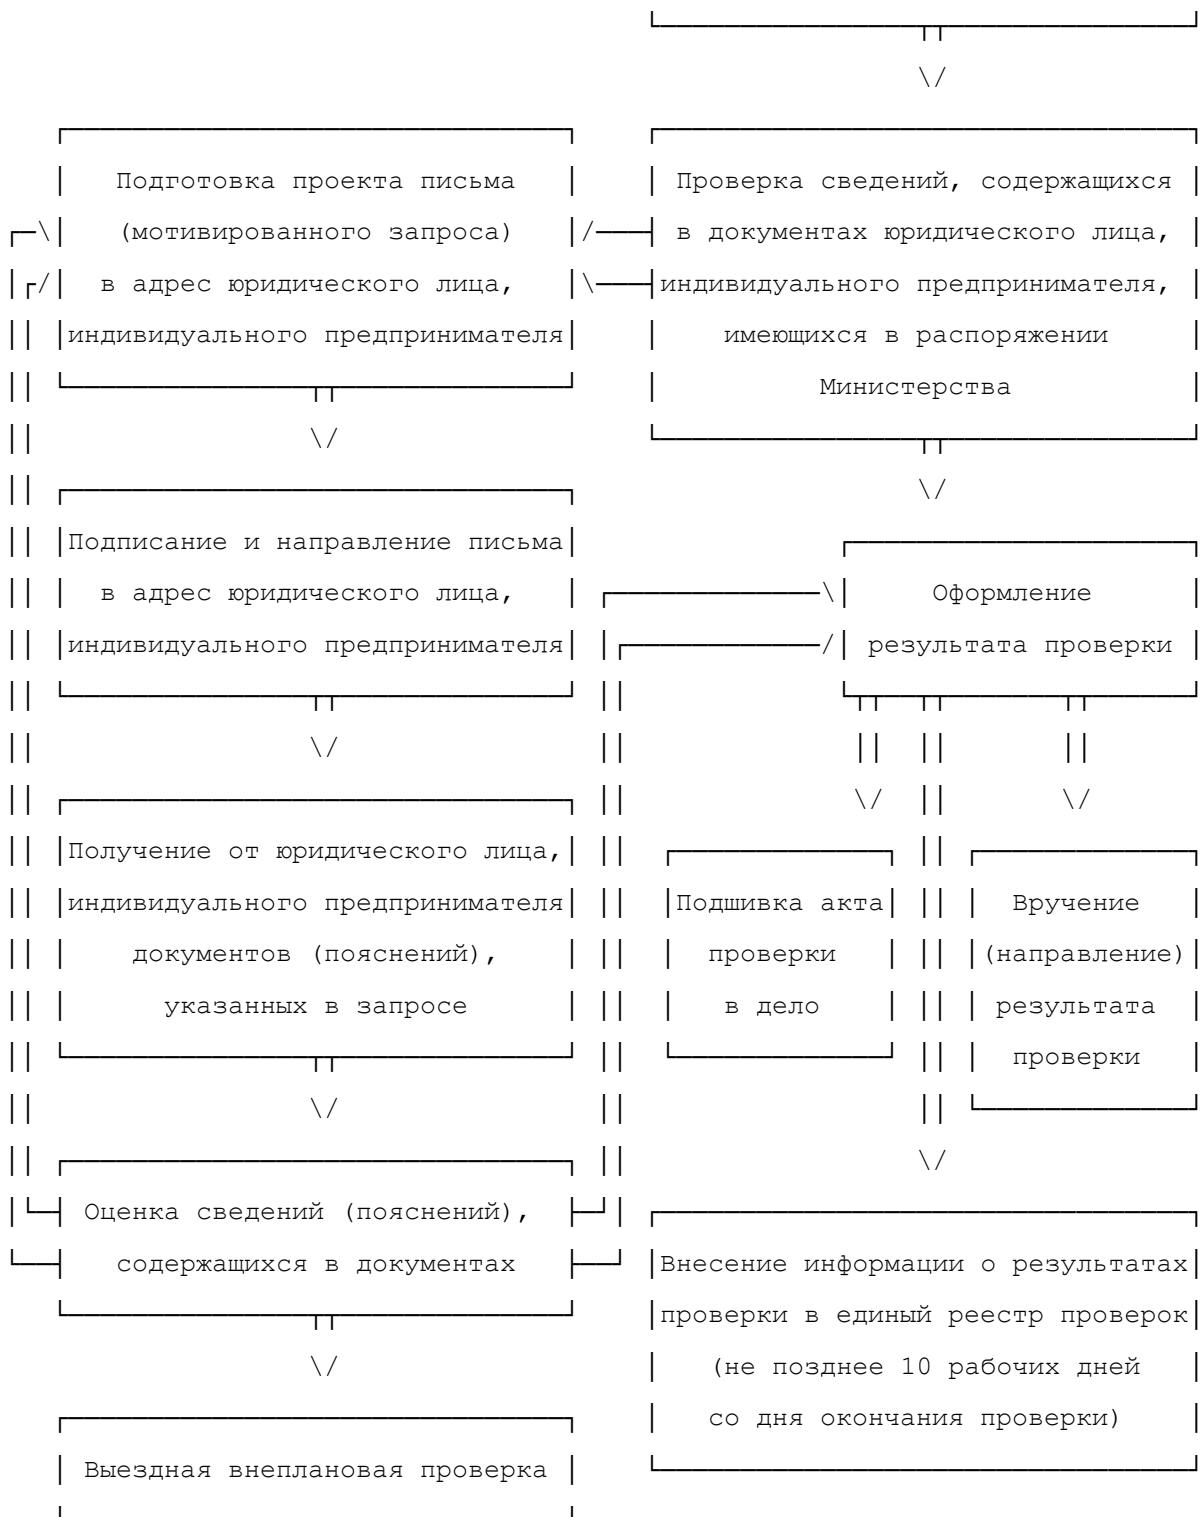 Подготовка проекта письма
(мотивированного запроса)
в адрес юридического лица,
индивидуального предпринимателя
Проверка сведений, содержащихся
в документах юридического лица,
индивидуального предпринимателя,
имеющихся в распоряжении
Министерства
Подписание и направление письма
в адрес юридического лица,
индивидуального предпринимателя
Оформление
результата проверки
Получение от юридического лица,
индивидуального предпринимателя
документов (пояснений),
указанных в запросе
Подшивка акта
проверки
в дело
Вручение
(направление)
результата
проверки
Оценка сведений (пояснений),
содержащихся в документах
Внесение информации о результатах
проверки в единый реестр проверок
(не позднее 10 рабочих дней
со дня окончания проверки)
Выездная внеплановая проверка